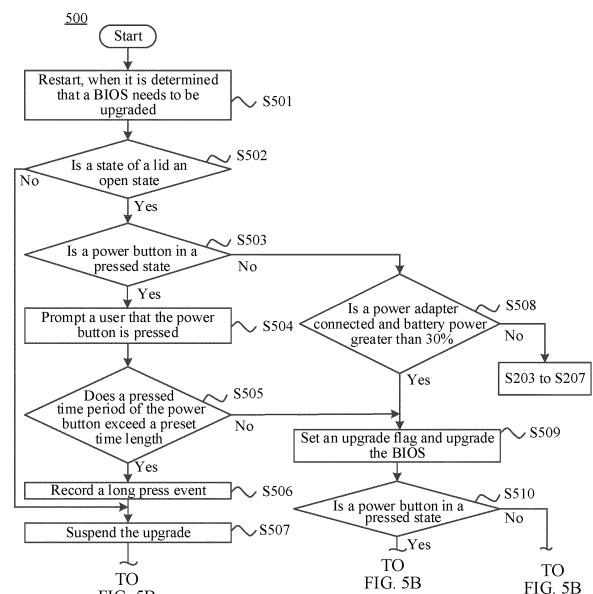 500
Start
Restart, when it is determined
that a BIOS needs to be
upgraded
S501
Is a state of a lid an
open state
S502
No
Yes
Is a power button in a
pressed state
S503
No
Yes
Prompt a user that the power
button is pressed
S504
Is a power adapter
connected and battery power
greater than 30%
S508
No
S203 to S207
Yes
Does a pressed
time period of the power
button exceed a preset
time length
S505
No
Yes
Set an upgrade flag and upgrade
the BIOS
S509
Record a long press event
S506
Is a power button in a
pressed state
S510
No
Yes
Suspend the upgrade
S507
TO
FIG. 5B
TO
FIG. 5B
TO
FIG. 5B